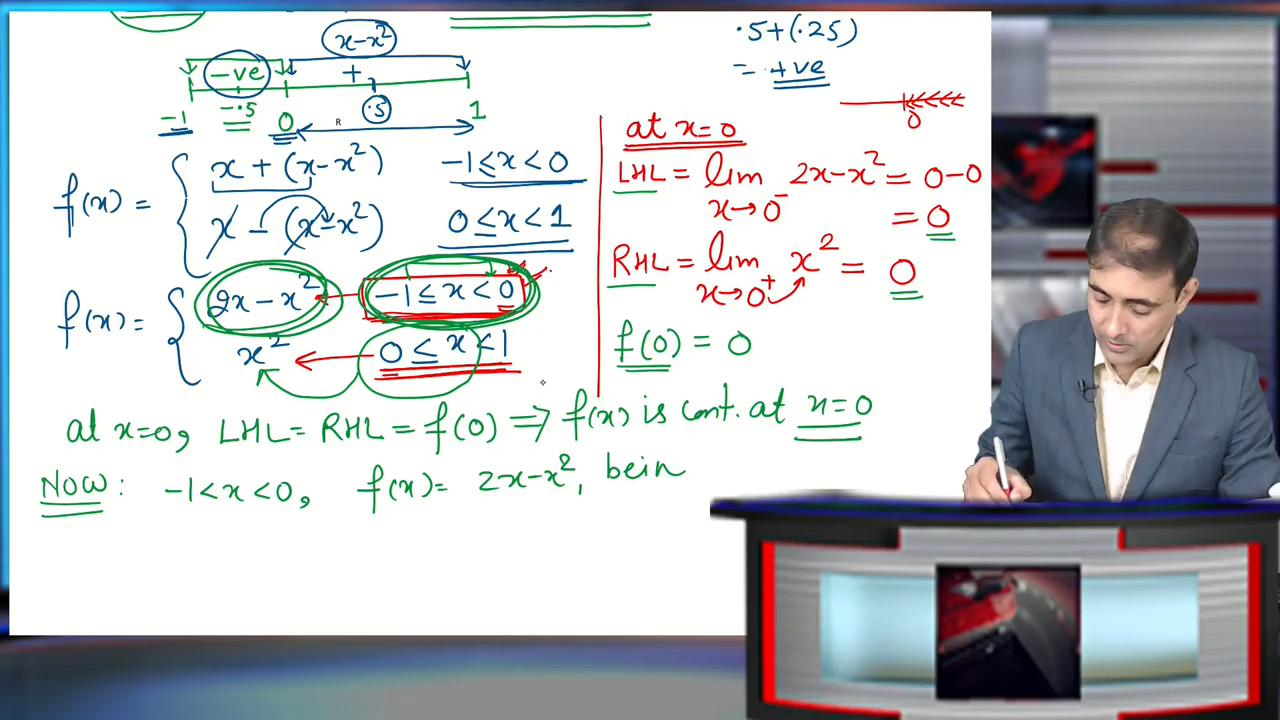 x-x²
-ve +
-1 -.5 0 R .5 1
.5+(.25)
= +ve
0
f(x) = { x + (x-x²) -1≤x<0
x - (x-x²) 0≤x<1
f(x) = { 2x-x² -1≤x<0
x² 0≤x<1
at x=0
LHL = lim x→0⁻ 2x-x² = 0-0
= 0
RHL = lim x→0⁺ x² = 0
f(0) = 0
at x=0, LHL = RHL = f(0) ⇒ f(x) is cont. at x=0
NOW: -1<x<0, f(x) = 2x-x², bein